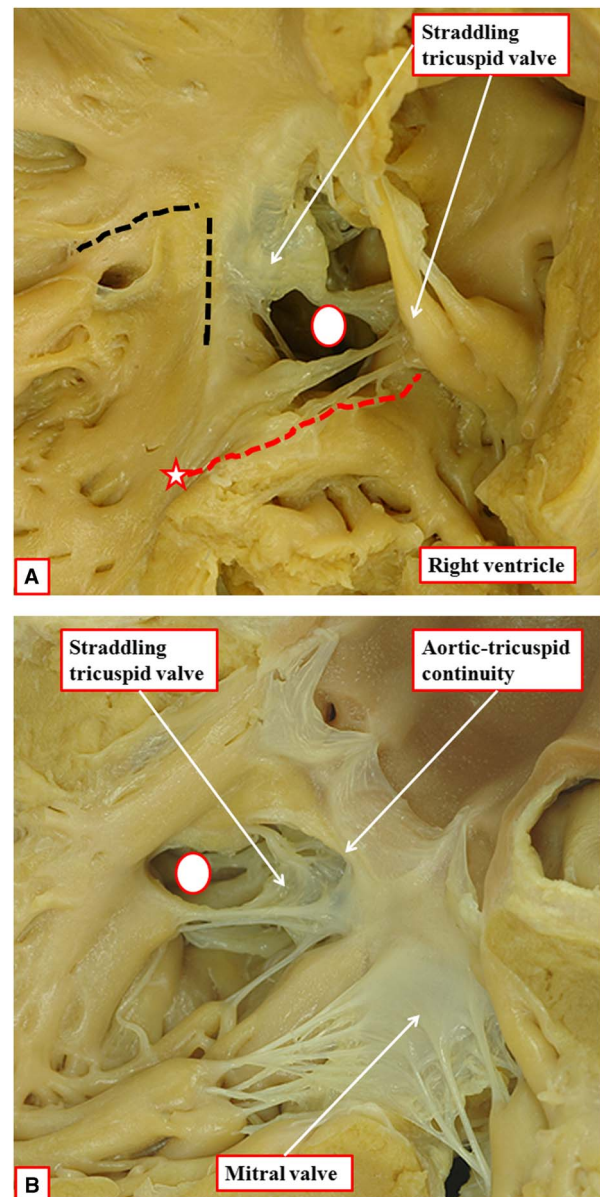 Straddling
tricuspid valve
Right ventricle
A
Straddling
tricuspid valve
Aortic-tricuspid
continuity
Mitral valve
B